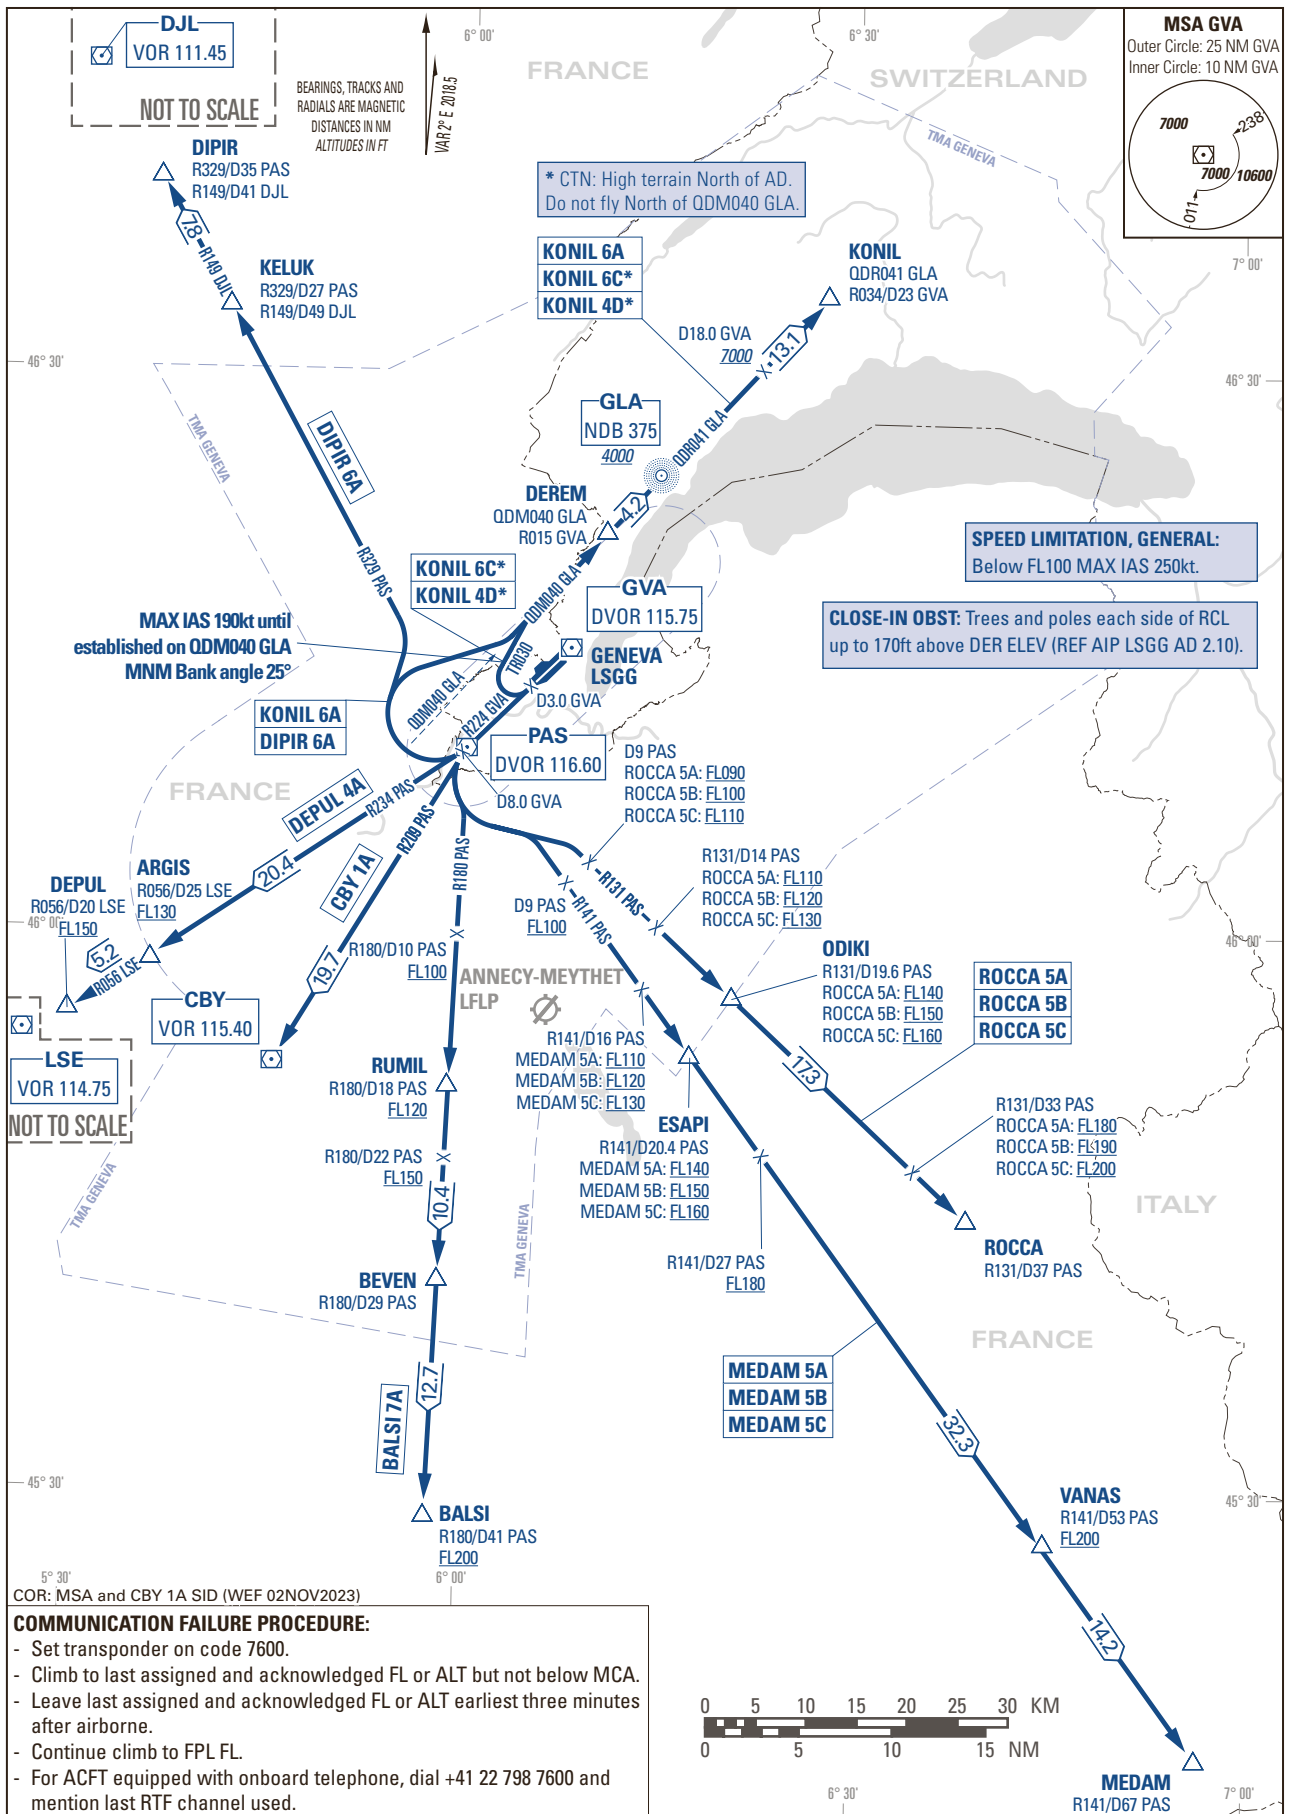 DJL
VOR 111.45
NOT TO SCALE
BEARINGS, TRACKS AND
RADIALS ARE MAGNETIC
DISTANCES IN NM
ALTITUDES IN FT
VAR 2° E 2018.5
6° 00'
FRANCE
6° 30'
SWITZERLAND
TMA GENEVA
MSA GVA
Outer Circle: 25 NM GVA
Inner Circle: 10 NM GVA
7000
238
7000
10600
011
7° 00'
DIPIR
R329/D35 PAS
R149/D41 DJL
7.8
R149 DJL
KELUK
R329/D27 PAS
R149/D49 DJL
* CTN: High terrain North of AD.
Do not fly North of QDM040 GLA.
KONIL 6A
KONIL 6C*
KONIL 4D*
KONIL
QDR041 GLA
R034/D23 GVA
D18.0 GVA
7000
13.1
46° 30'
46° 30'
TMA GENEVA
DIPIR 6A
GLA
NDB 375
4000
QDR041 GLA
DEREM
QDM040 GLA
R015 GVA
4.2
R329 PAS
KONIL 6C*
KONIL 4D*
QDM040 GLA
SPEED LIMITATION, GENERAL:
Below FL100 MAX IAS 250kt.
GVA
DVOR 115.75
CLOSE-IN OBST: Trees and poles each side of RCL
up to 170ft above DER ELEV (REF AIP LSGG AD 2.10).
MAX IAS 190kt until
established on QDM040 GLA
MNM Bank angle 25°
TR030
GENEVA
LSGG
QDM040 GLA
R224 GVA
D3.0 GVA
KONIL 6A
DIPIR 6A
PAS
DVOR 116.60
D8.0 GVA
FRANCE
DEPUL 4A
R234 PAS
R209 PAS
CBY 1A
R180 PAS
D9 PAS
ROCCA 5A: FL090
ROCCA 5B: FL100
ROCCA 5C: FL110
R131 PAS
R141 PAS
D9 PAS
FL100
R131/D14 PAS
ROCCA 5A: FL110
ROCCA 5B: FL120
ROCCA 5C: FL130
20.4
ARGIS
R056/D25 LSE
FL130
DEPUL
R056/D20 LSE
FL150
46° 00'
46° 00'
5.2
R056 LSE
19.7
R180/D10 PAS
FL100
ANNECY-MEYTHET
LFLP
ODIKI
R131/D19.6 PAS
ROCCA 5A: FL140
ROCCA 5B: FL150
ROCCA 5C: FL160
ROCCA 5A
ROCCA 5B
ROCCA 5C
CBY
VOR 115.40
LSE
VOR 114.75
NOT TO SCALE
R141/D16 PAS
MEDAM 5A: FL110
MEDAM 5B: FL120
MEDAM 5C: FL130
RUMIL
R180/D18 PAS
FL120
17.3
ESAPI
R141/D20.4 PAS
MEDAM 5A: FL140
MEDAM 5B: FL150
MEDAM 5C: FL160
R131/D33 PAS
ROCCA 5A: FL180
ROCCA 5B: FL190
ROCCA 5C: FL200
R180/D22 PAS
FL150
TMA GENEVA
10.4
TMA GENEVA
ITALY
ROCCA
R131/D37 PAS
R141/D27 PAS
FL180
BEVEN
R180/D29 PAS
FRANCE
MEDAM 5A
MEDAM 5B
MEDAM 5C
12.7
BALSI 7A
32.3
45° 30'
45° 30'
BALSI
R180/D41 PAS
FL200
VANAS
R141/D53 PAS
FL200
14.2
5° 30'
6° 00'
COR: MSA and CBY 1A SID (WEF 02NOV2023)
COMMUNICATION FAILURE PROCEDURE:
- Set transponder on code 7600.
- Climb to last assigned and acknowledged FL or ALT but not below MCA.
- Leave last assigned and acknowledged FL or ALT earliest three minutes
after airborne.
- Continue climb to FPL FL.
- For ACFT equipped with onboard telephone, dial +41 22 798 7600 and
mention last RTF channel used.
0 5 10 15 20 25 30 KM
0 5 10 15 NM
6° 30'
MEDAM
R141/D67 PAS
7° 00'